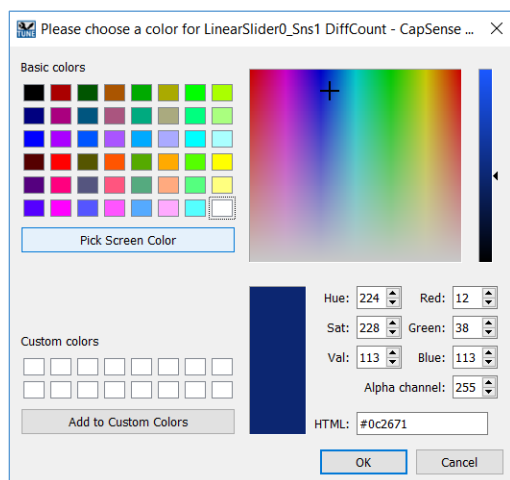 TUNE
Please choose a color for LinearSlider0_Sns1 DiffCount - CapSense ...
Basic colors
Pick Screen Color
Hue: 224 Red: 12
Sat: 228 Green: 38
Val: 113 Blue: 113
Custom colors
Alpha channel: 255
Add to Custom Colors
HTML: #0c2671
OK Cancel